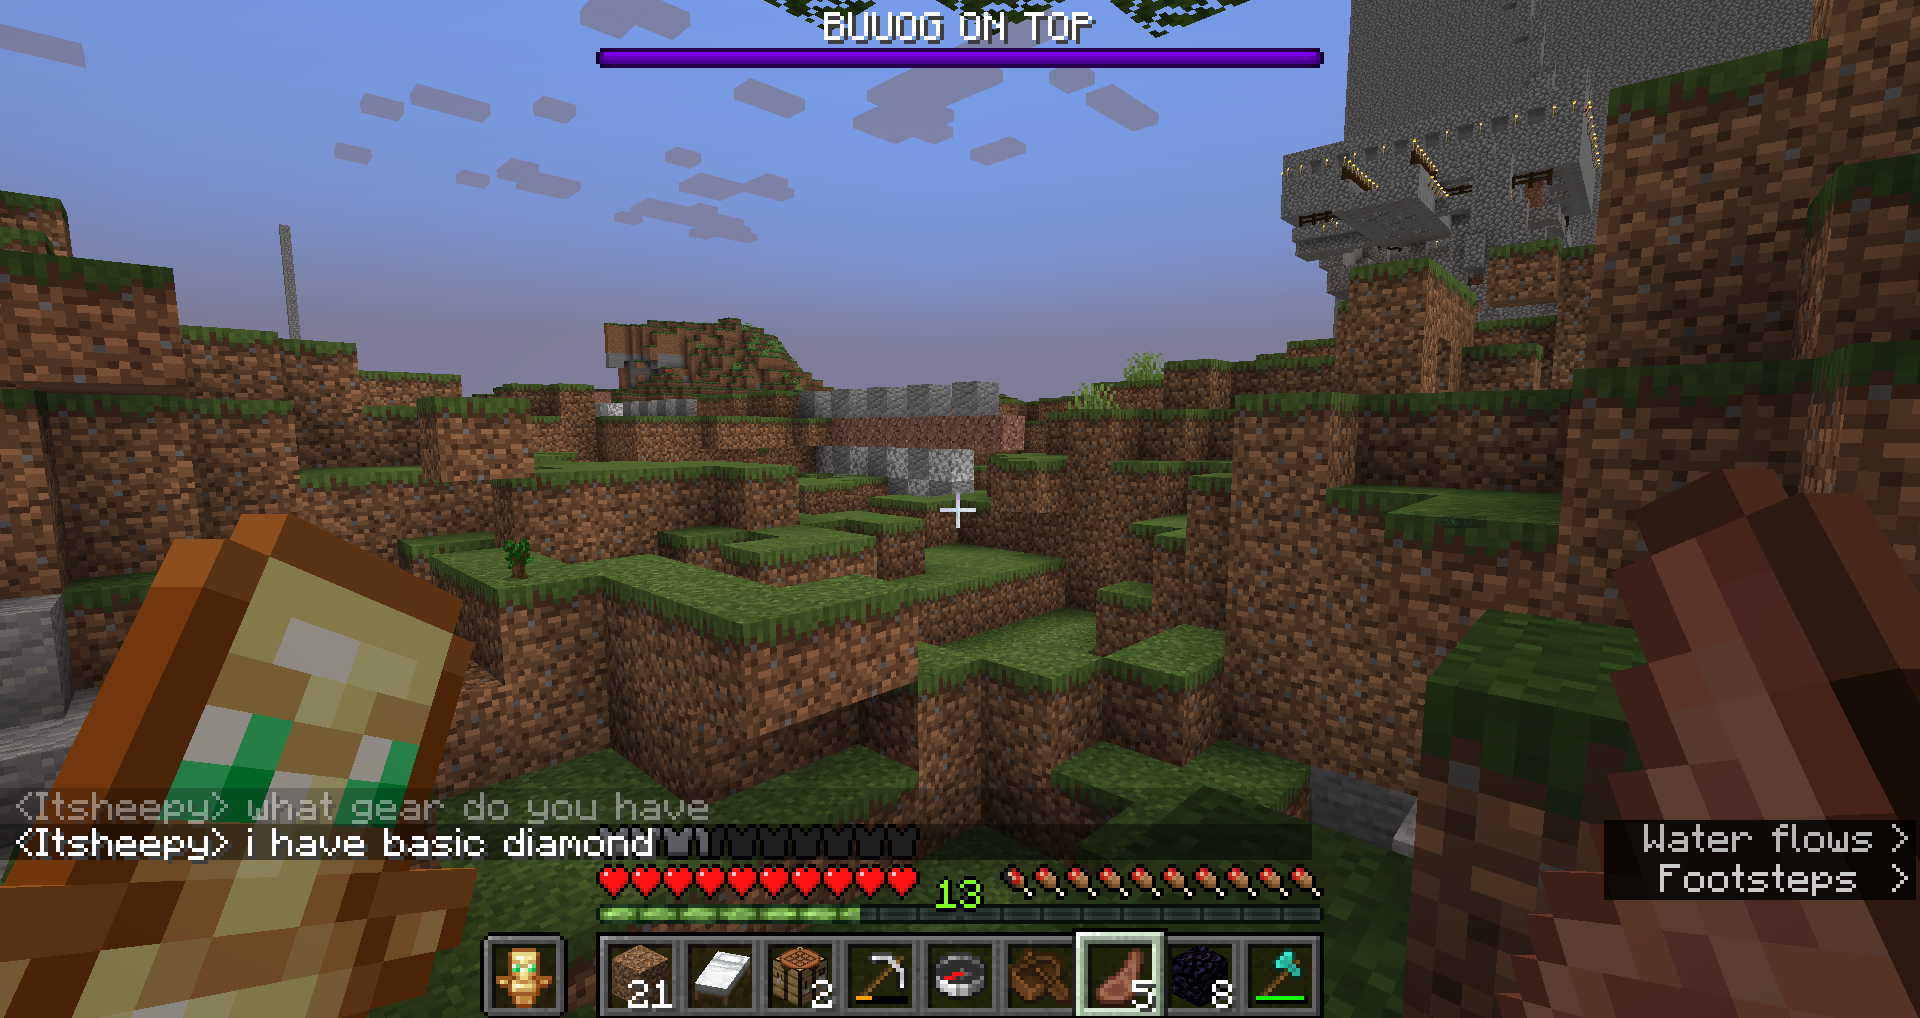 BUUOG ON TOP
<Itsheepy> what gear do you have
<Itsheepy> i have basic diamond
Water flows >
Footsteps >
13
21
2
5
8